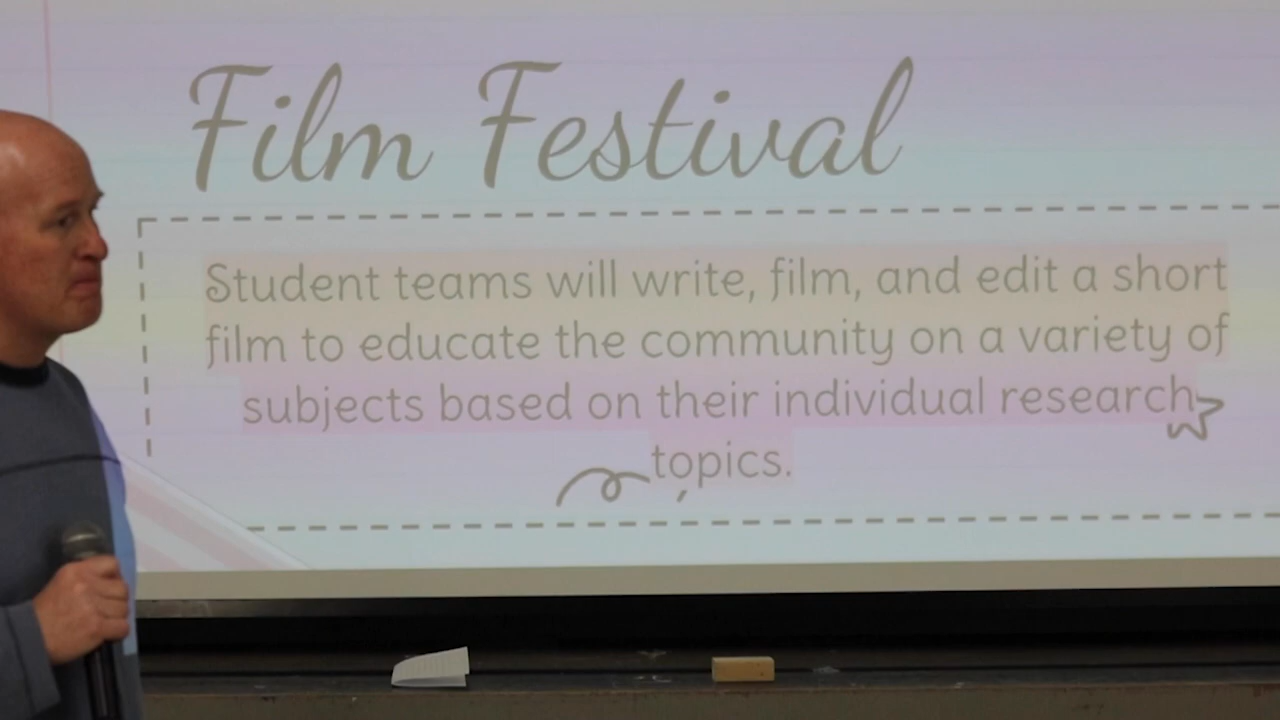 Film Festival
Student teams will write, film, and edit a short
film to educate the community on a variety of
subjects based on their individual research
topics.